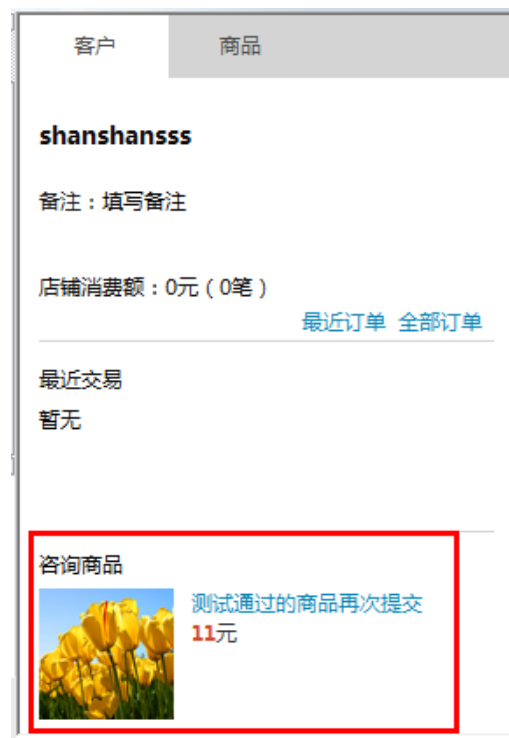 客户 商品
shanshansss
备注：填写备注
店铺消费额：0元（0笔）
最近订单 全部订单
最近交易
暂无
咨询商品
测试通过的商品再次提交
11元